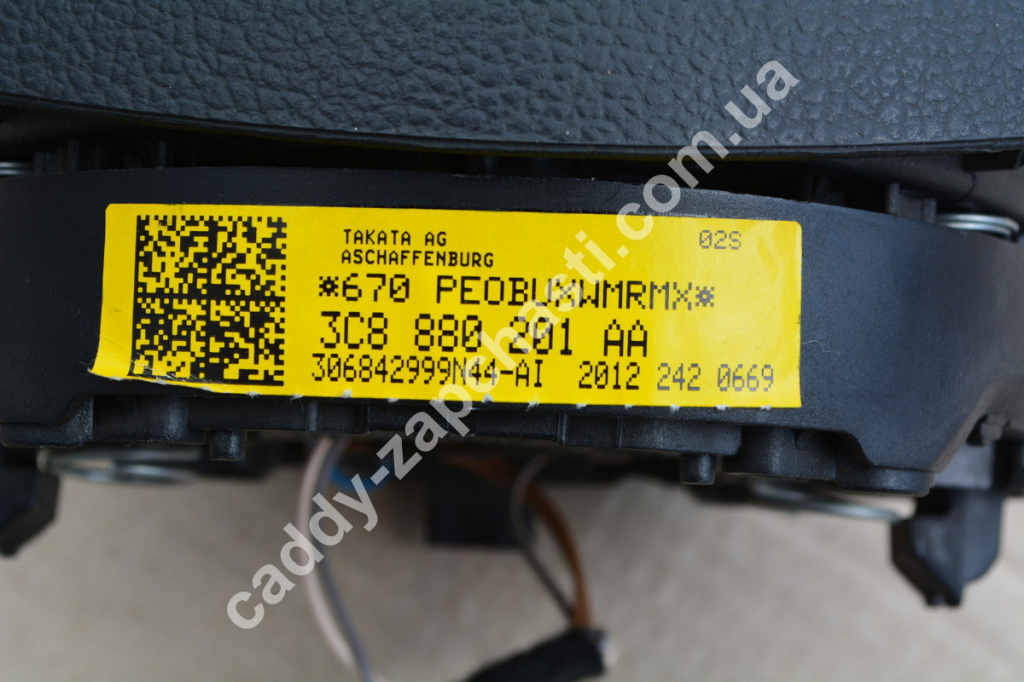 TAKATA AG 02S
ASCHAFFENBURG
*670 PEOBUXWMRMX*
3C8 880 201 AA
306842999N44-AI 2012 242 0669
caddy-zapchasti.com.ua